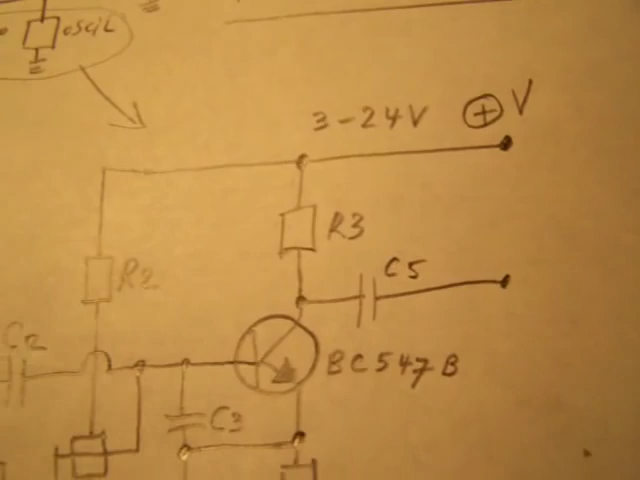 OSCiL
3-24V ⊕ V
R3
R2
C5
C2
BC547B
C3